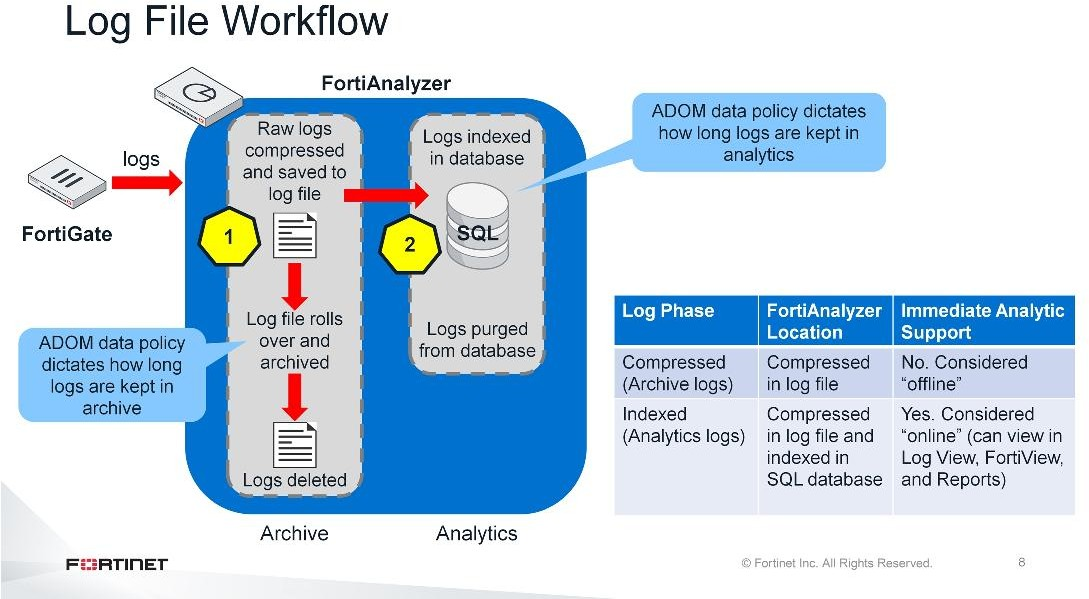 Log File Workflow
FortiAnalyzer
logs
FortiGate
Raw logs
compressed
and saved to
log file
1
Log file rolls
over and
archived
Logs deleted
Archive
Logs indexed
in database
2
SQL
Logs purged
from database
Analytics
ADOM data policy dictates
how long logs are kept in
analytics
ADOM data policy
dictates how long
logs are kept in
archive
Log Phase
FortiAnalyzer
Location
Immediate Analytic
Support
Compressed
(Archive logs)
Compressed
in log file
No. Considered
“offline”
Indexed
(Analytics logs)
Compressed
in log file and
indexed in
SQL database
Yes. Considered
“online” (can view in
Log View, FortiView,
and Reports)
FORTINET
© Fortinet Inc. All Rights Reserved.
8